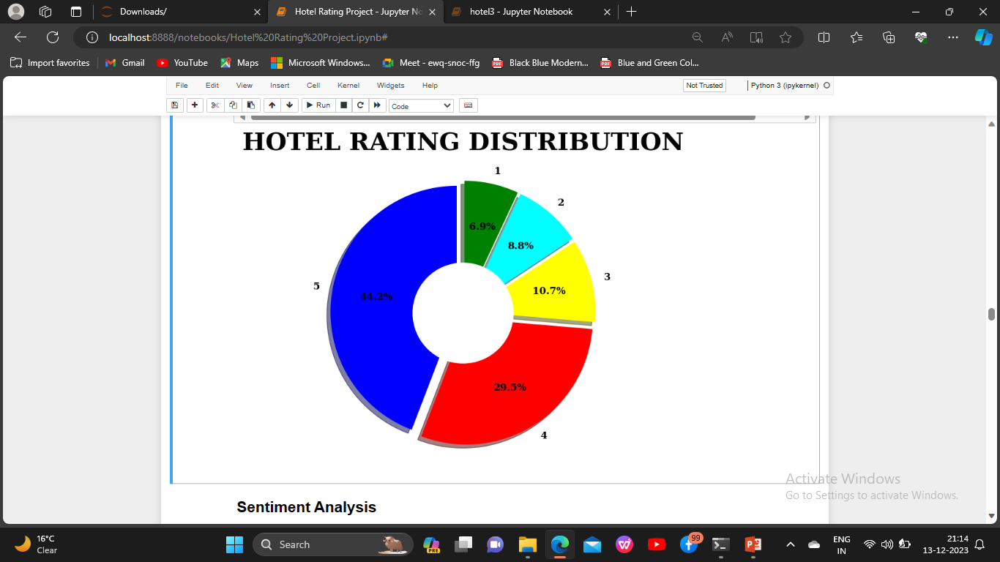 Downloads/
Hotel Rating Project - Jupyter No
hotel3 - Jupyter Notebook
localhost:8888/notebooks/Hotel%20Rating%20Project.ipynb#
Import favorites
Gmail
YouTube
Maps
Microsoft Windows...
Meet - ewq-snoc-ffg
Black Blue Modern...
Blue and Green Col...
File Edit View Insert Cell Kernel Widgets Help
Not Trusted
Python 3 (ipykernel)
Run
Code
HOTEL RATING DISTRIBUTION
1
2
6.9%
8.8%
3
5
10.7%
44.2%
29.5%
4
Activate Windows
Go to Settings to activate Windows.
Sentiment Analysis
16°C
Clear
Search
PRE
99
ENG
IN
21:14
13-12-2023